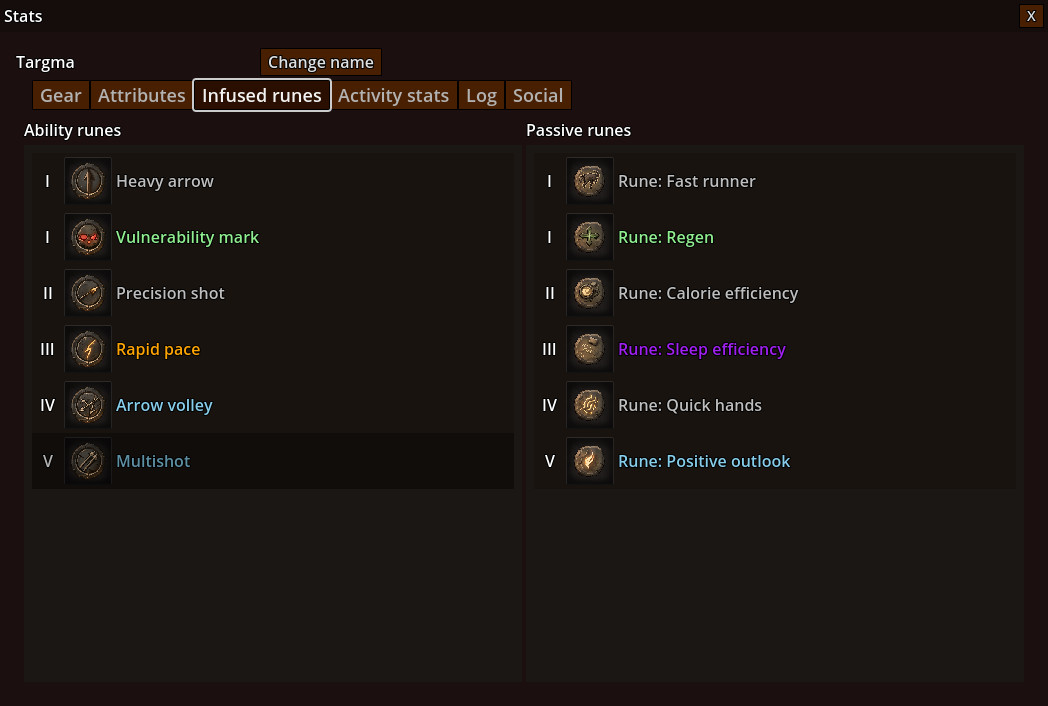 Stats X
Targma Change name
Gear Attributes Infused runes Activity stats Log Social
Ability runes
I Heavy arrow
I Vulnerability mark
II Precision shot
III Rapid pace
IV Arrow volley
V Multishot
Passive runes
I Rune: Fast runner
I Rune: Regen
II Rune: Calorie efficiency
III Rune: Sleep efficiency
IV Rune: Quick hands
V Rune: Positive outlook